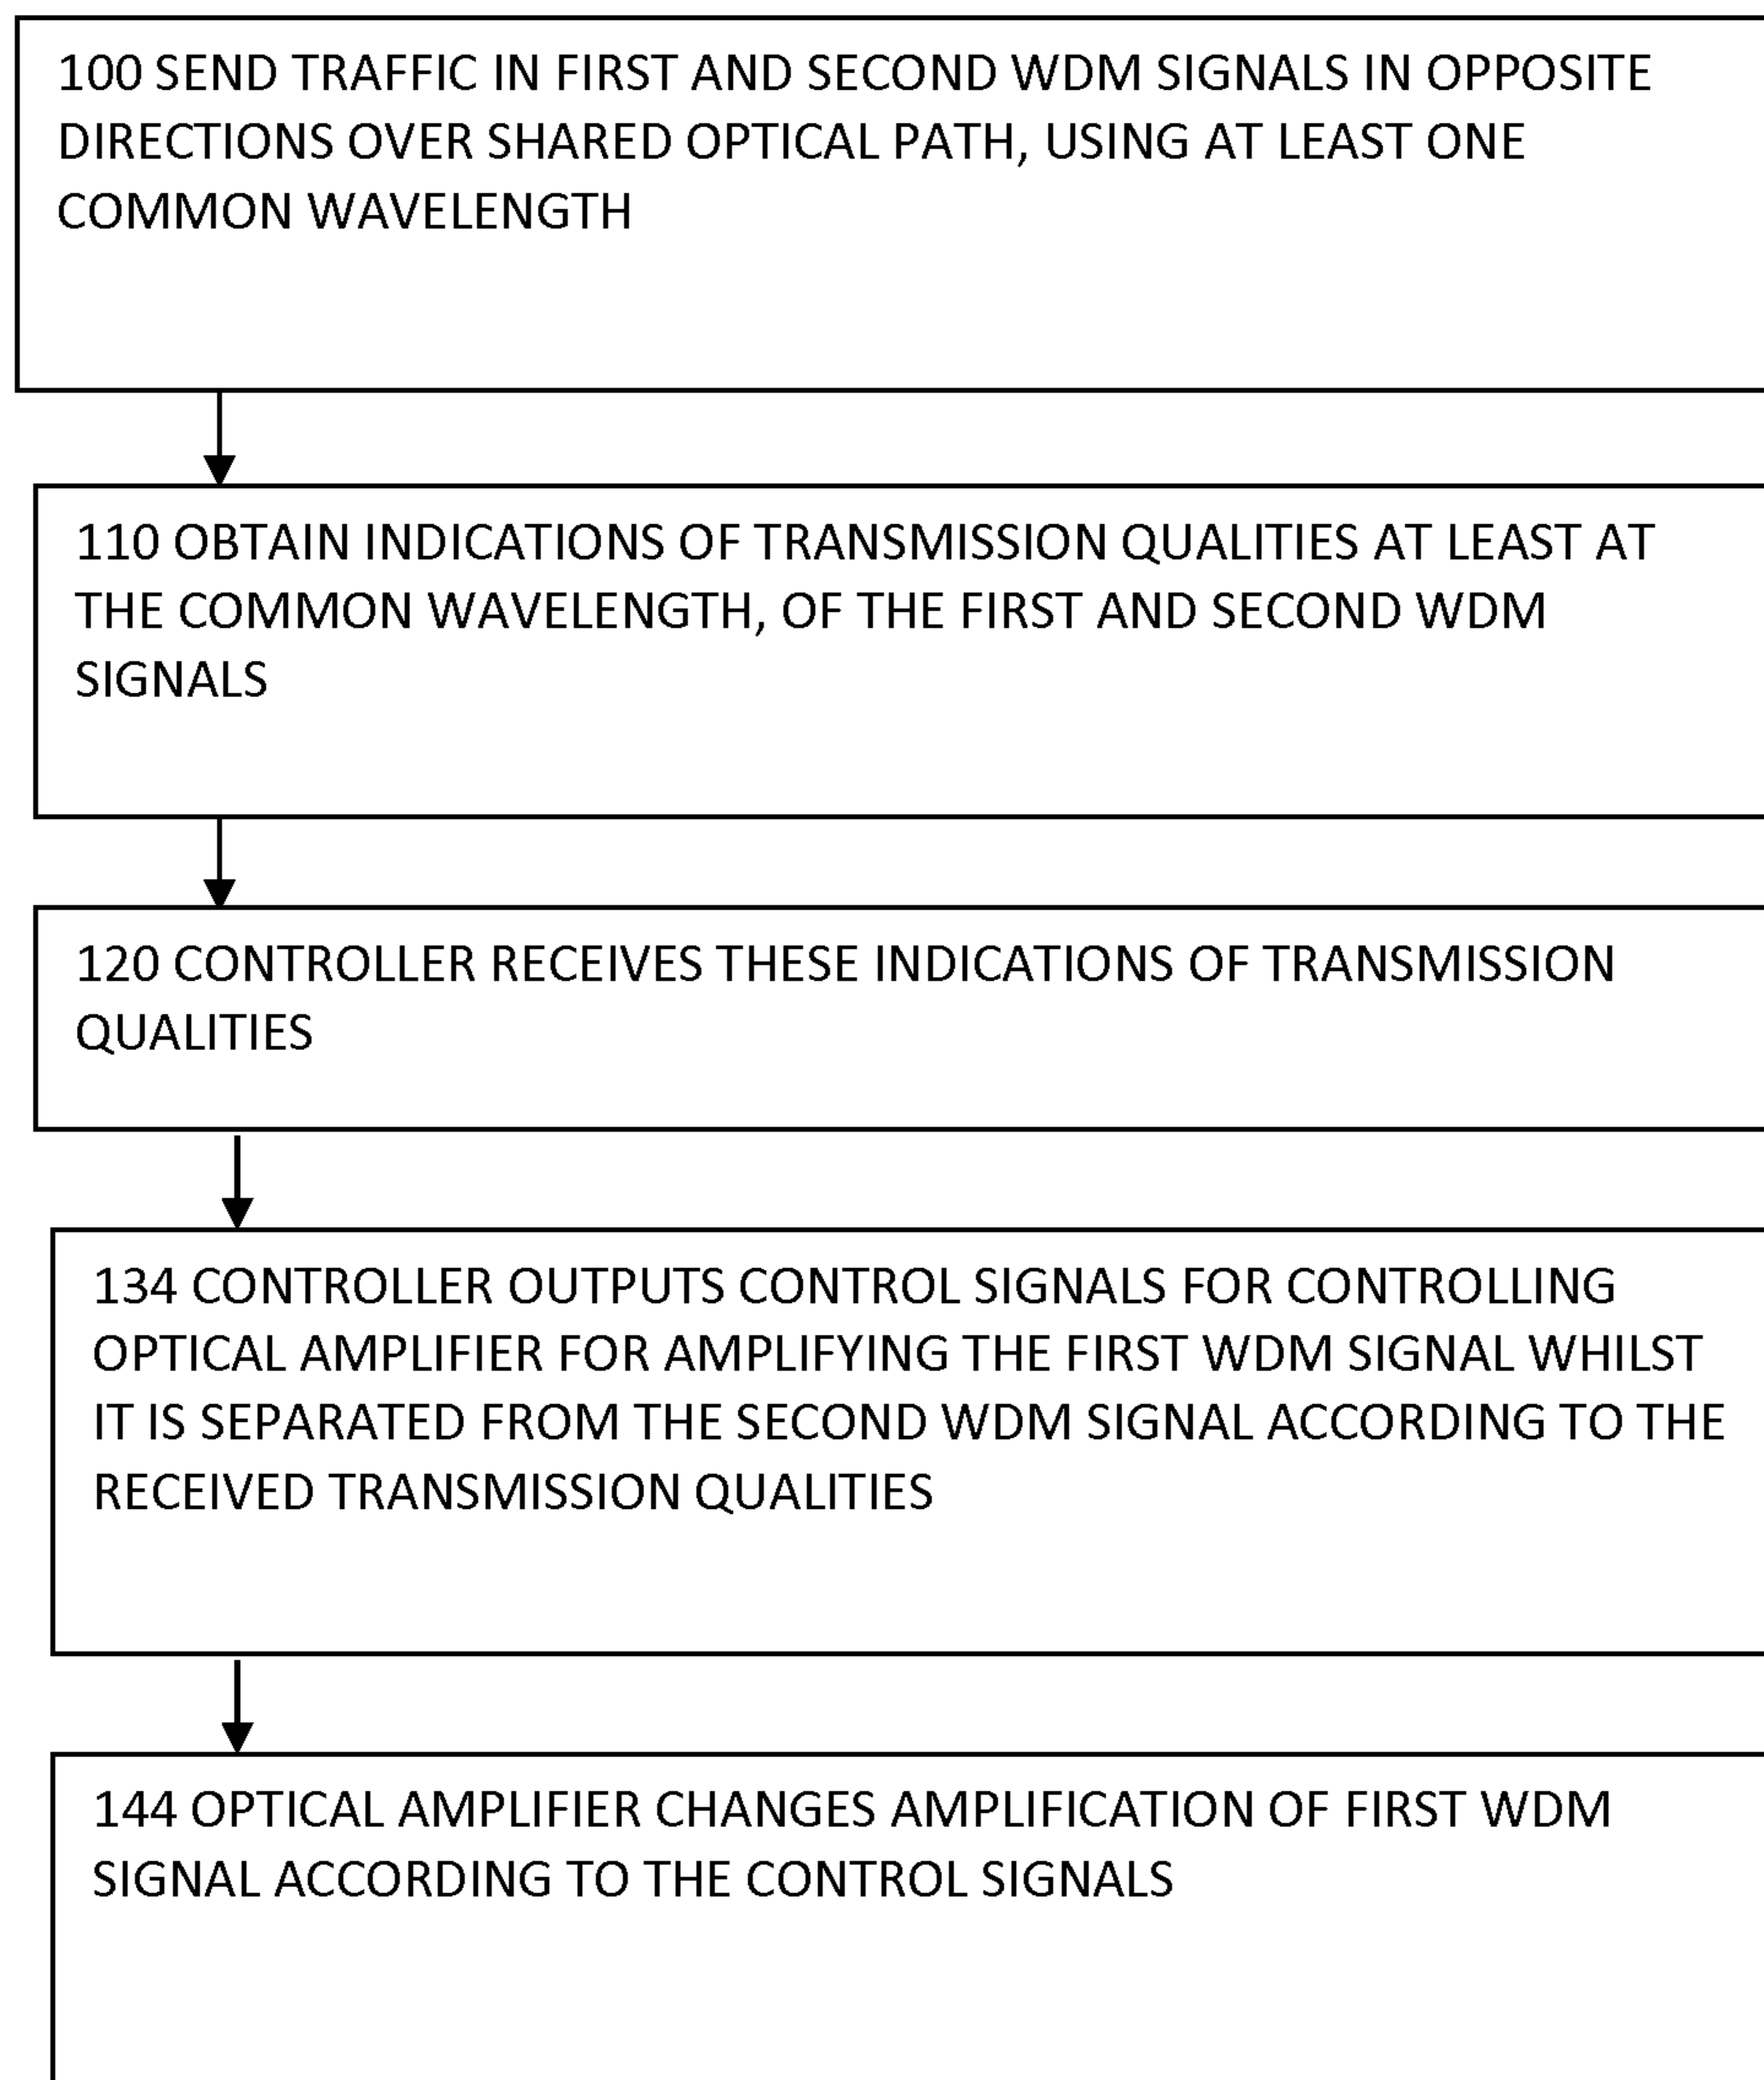 100 SEND TRAFFIC IN FIRST AND SECOND WDM SIGNALS IN OPPOSITE
DIRECTIONS OVER SHARED OPTICAL PATH, USING AT LEAST ONE
COMMON WAVELENGTH
110 OBTAIN INDICATIONS OF TRANSMISSION QUALITIES AT LEAST AT
THE COMMON WAVELENGTH, OF THE FIRST AND SECOND WDM
SIGNALS
120 CONTROLLER RECEIVES THESE INDICATIONS OF TRANSMISSION
QUALITIES
134 CONTROLLER OUTPUTS CONTROL SIGNALS FOR CONTROLLING
OPTICAL AMPLIFIER FOR AMPLIFYING THE FIRST WDM SIGNAL WHILST
IT IS SEPARATED FROM THE SECOND WDM SIGNAL ACCORDING TO THE
RECEIVED TRANSMISSION QUALITIES
144 OPTICAL AMPLIFIER CHANGES AMPLIFICATION OF FIRST WDM
SIGNAL ACCORDING TO THE CONTROL SIGNALS